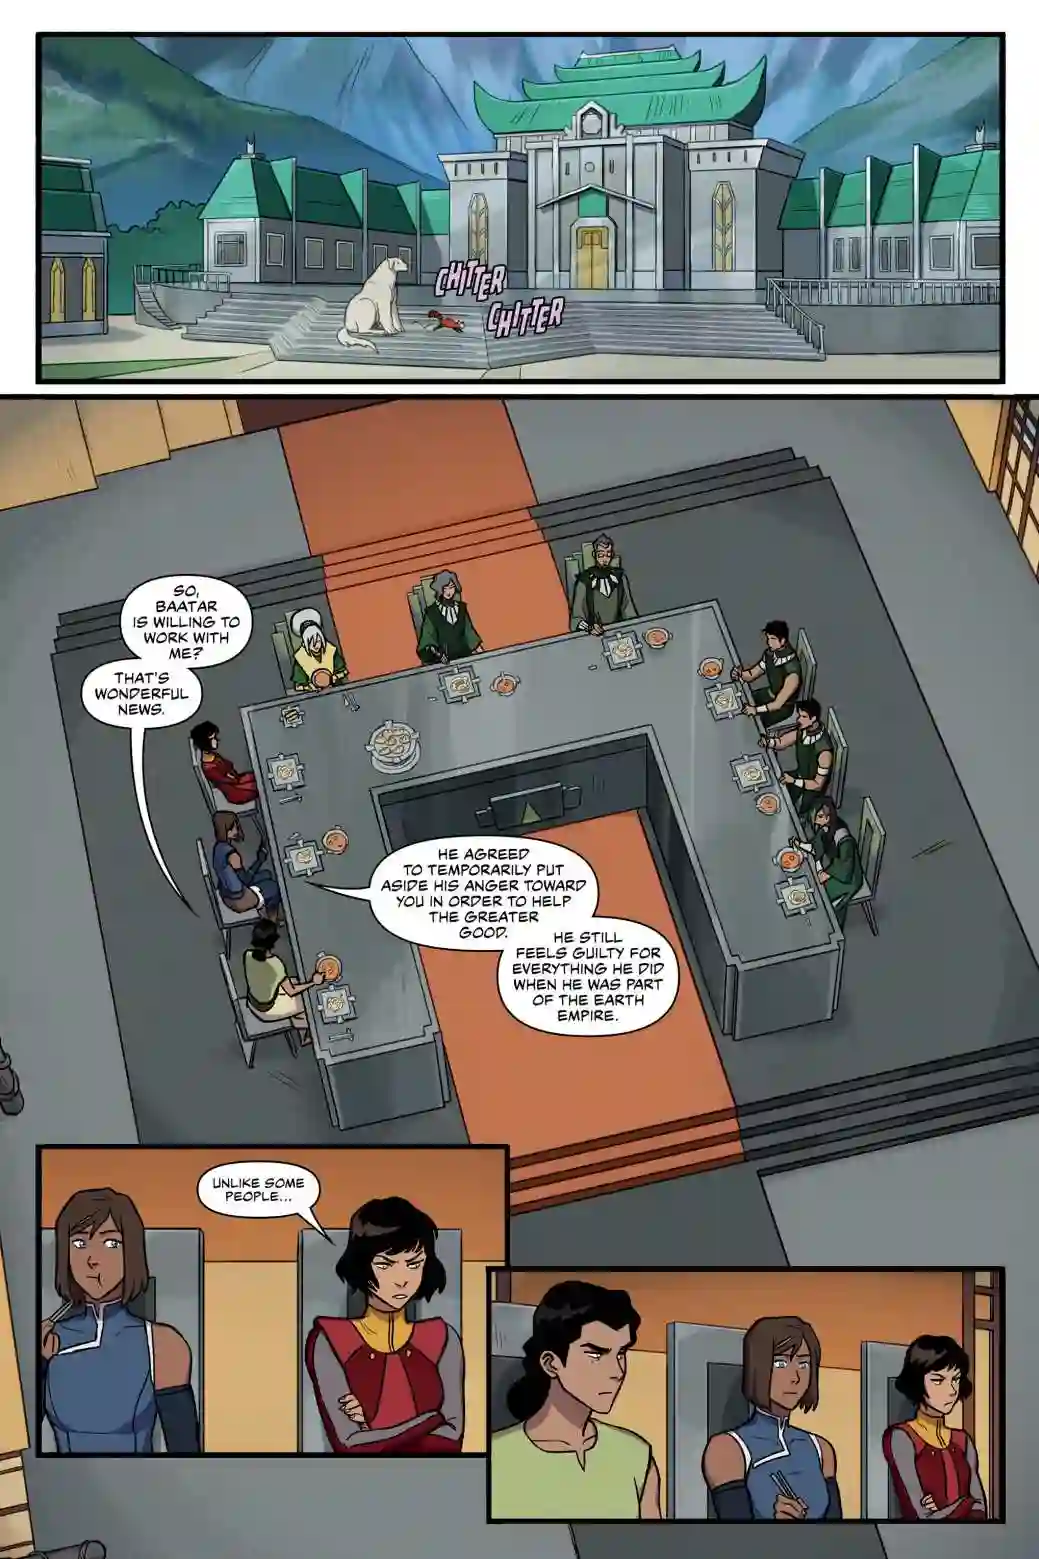 CHITTER
CHITTER
SO,
BAATAR
IS WILLING TO
WORK WITH
ME?
THAT'S
WONDERFUL
NEWS.
HE AGREED
TO TEMPORARILY PUT
ASIDE HIS ANGER TOWARD
YOU IN ORDER TO HELP
THE GREATER
GOOD.
HE STILL
FEELS GUILTY FOR
EVERYTHING HE DID
WHEN HE WAS PART
OF THE EARTH
EMPIRE.
UNLIKE SOME
PEOPLE...